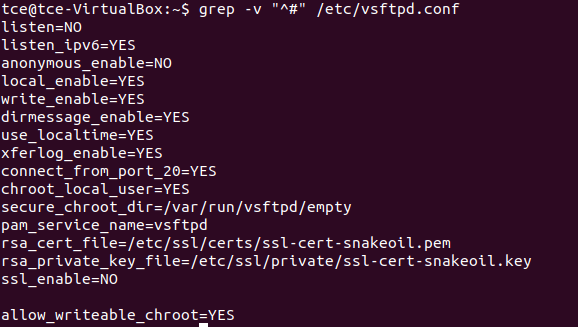 tce@tce-VirtualBox:~$ grep -v "^#" /etc/vsftpd.conf
listen=NO
listen_ipv6=YES
anonymous_enable=NO
local_enable=YES
write_enable=YES
dirmessage_enable=YES
use_localtime=YES
xferlog_enable=YES
connect_from_port_20=YES
chroot_local_user=YES
secure_chroot_dir=/var/run/vsftpd/empty
pam_service_name=vsftpd
rsa_cert_file=/etc/ssl/certs/ssl-cert-snakeoil.pem
rsa_private_key_file=/etc/ssl/private/ssl-cert-snakeoil.key
ssl_enable=NO

allow_writeable_chroot=YES